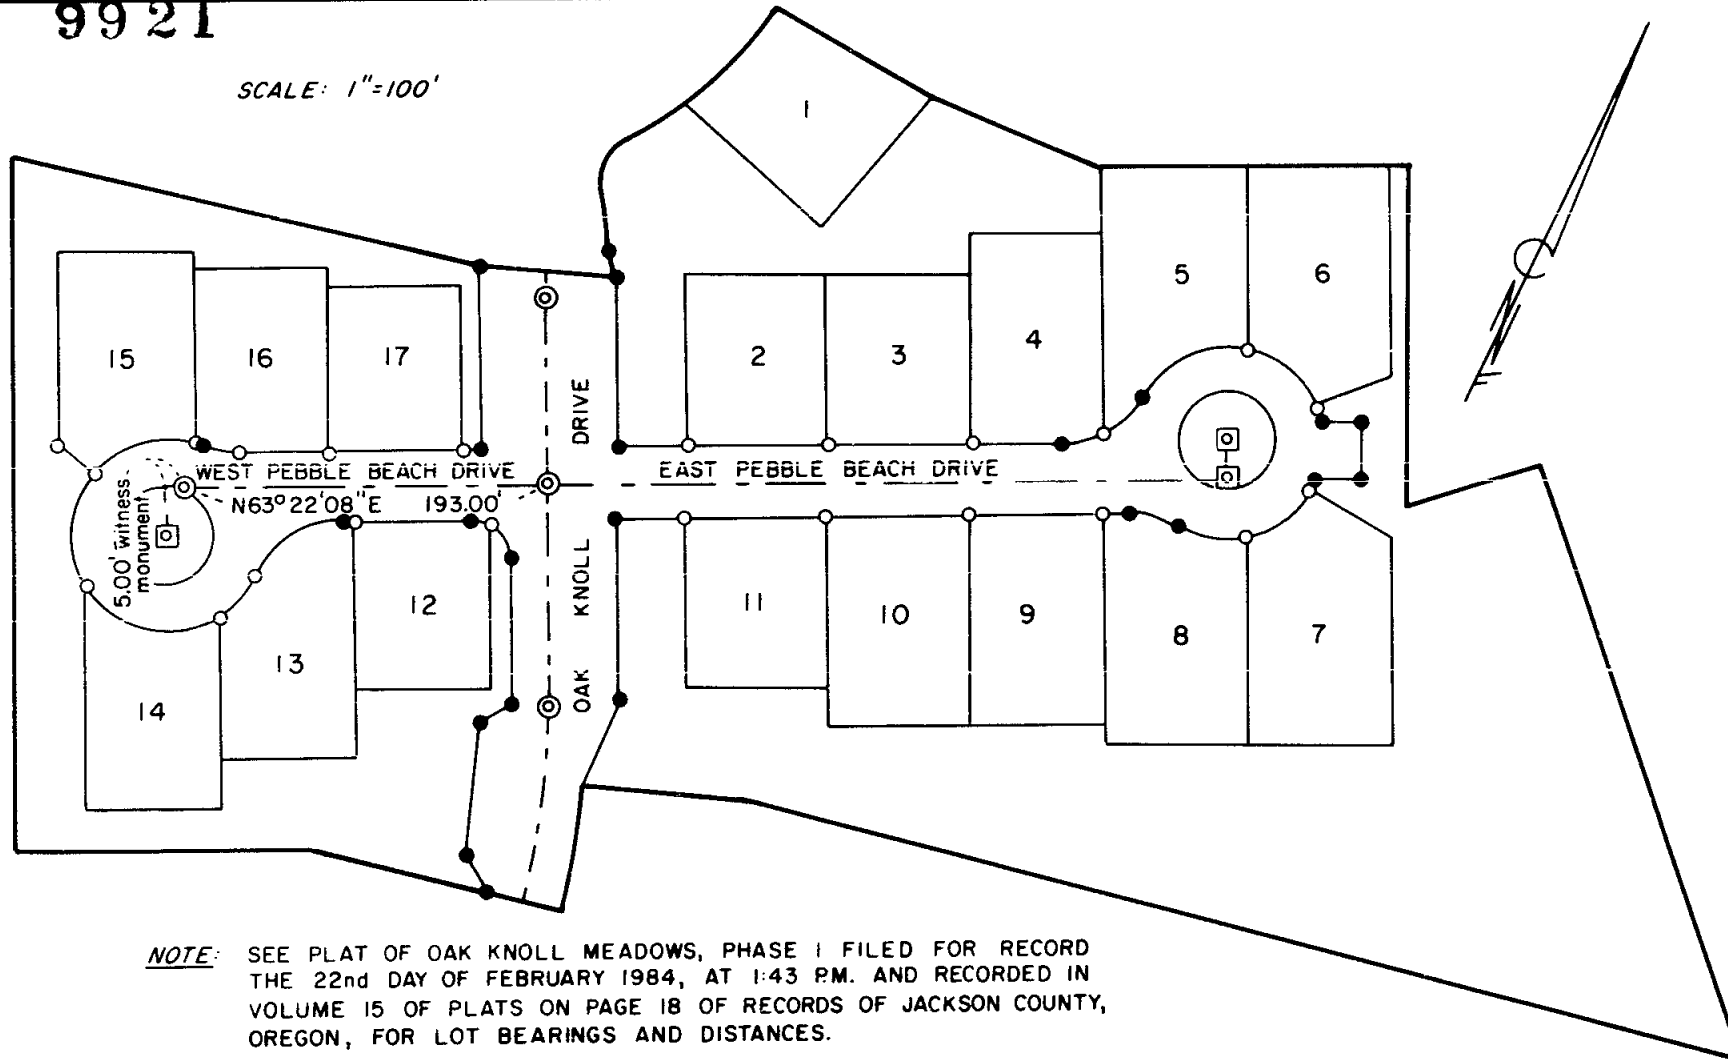 9921
SCALE: 1"=100'
1
5
6
15
16
17
2
3
4
DRIVE
WEST PEBBLE BEACH DRIVE
EAST PEBBLE BEACH DRIVE
N63°22'08"E 193.00'
5.00' witness
monument
OAK KNOLL
12
13
14
11
10
9
8
7
N
NOTE: SEE PLAT OF OAK KNOLL MEADOWS, PHASE 1 FILED FOR RECORD
THE 22nd DAY OF FEBRUARY 1984, AT 1:43 P.M. AND RECORDED IN
VOLUME 15 OF PLATS ON PAGE 18 OF RECORDS OF JACKSON COUNTY,
OREGON, FOR LOT BEARINGS AND DISTANCES.